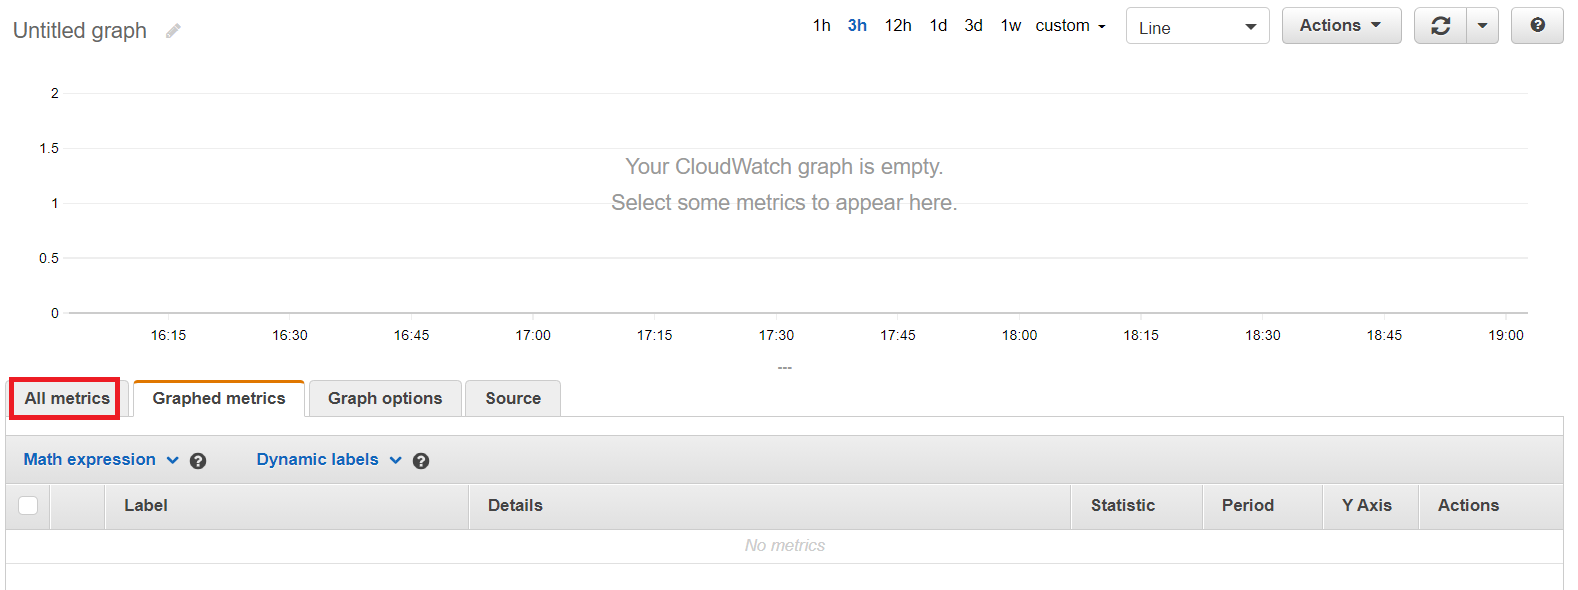 Untitled graph
1h 3h 12h 1d 3d 1w custom
Line
Actions
?
2
1.5
1
0.5
0
Your CloudWatch graph is empty.
Select some metrics to appear here.
16:15 16:30 16:45 17:00 17:15 17:30 17:45 18:00 18:15 18:30 18:45 19:00
All metrics Graphed metrics Graph options Source
Math expression ? Dynamic labels ?
Label Details Statistic Period Y Axis Actions
No metrics